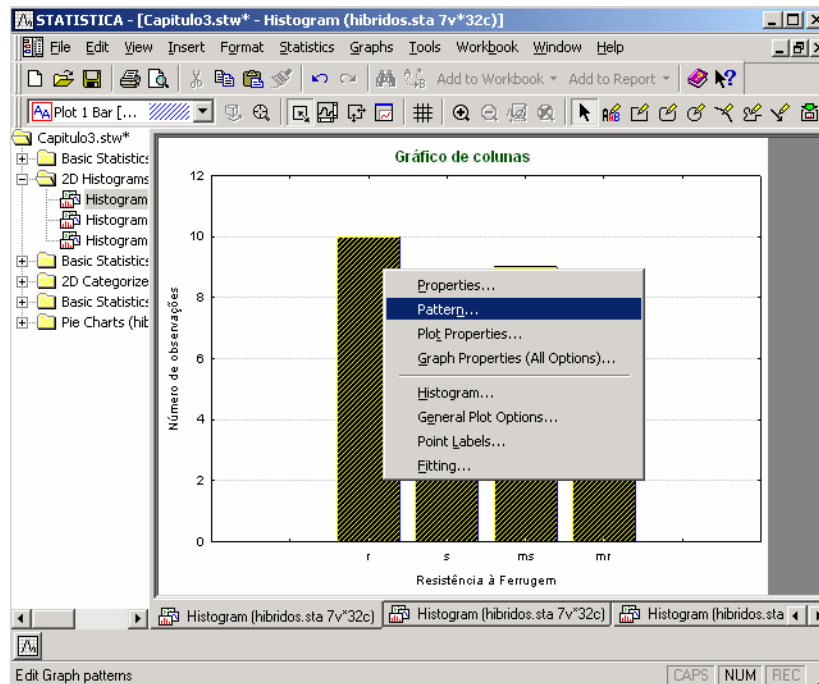 STATISTICA - [Capitulo3.stw* - Histogram (hibridos.sta 7v*32c)]
File Edit View Insert Format Statistics Graphs Tools Workbook Window Help
Add to Workbook Add to Report
Plot 1 Bar [...
Capitulo3.stw*
Basic Statistics
2D Histograms
Histogram
Histogram
Histogram
Basic Statistics
2D Categorize
Basic Statistics
Pie Charts (hib
Gráfico de colunas
Número de observações
12
10
8
6
4
2
0
r s ms mr
Resistência à Ferrugem
Properties...
Pattern...
Plot Properties...
Graph Properties (All Options)...
Histogram...
General Plot Options...
Point Labels...
Fitting...
Histogram (hibridos.sta 7v*32c) Histogram (hibridos.sta 7v*32c) Histogram (hibridos.sta
Edit Graph patterns CAPS NUM REC